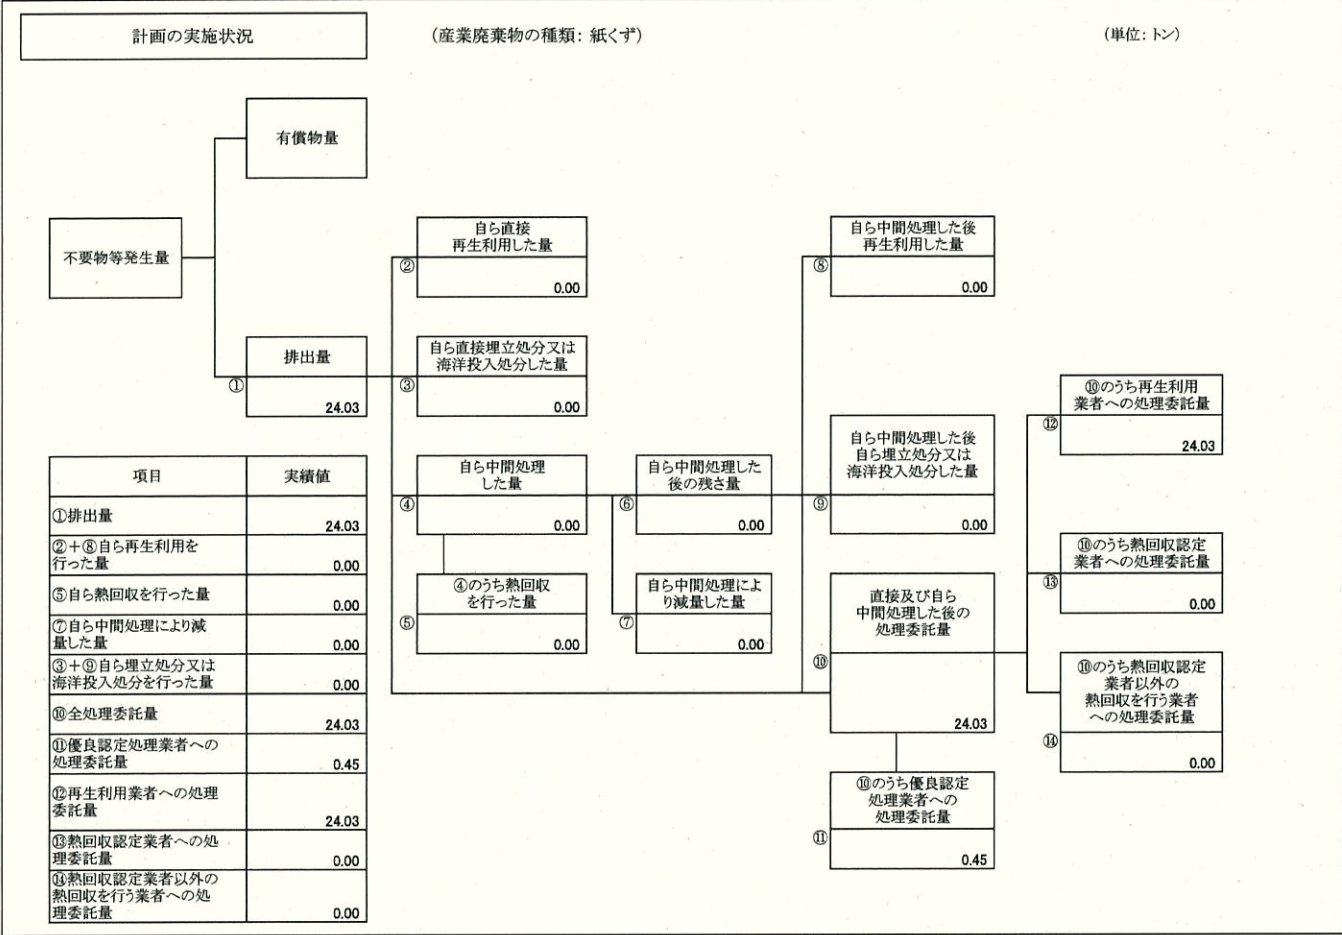 計画の実施状況
(産業廃棄物の種類: 紙くず)
(単位: トン)
有償物量
不要物等発生量
排出量
①
24.03
自ら直接
再生利用した量
②
0.00
自ら直接埋立処分又は
海洋投入処分した量
③
0.00
自ら中間処理
した量
④
0.00
④のうち熱回収
を行った量
⑤
0.00
自ら中間処理した
後の残さ量
⑥
0.00
自ら中間処理によ
り減量した量
⑦
0.00
自ら中間処理した後
再生利用した量
⑧
0.00
自ら中間処理した後
自ら埋立処分又は
海洋投入処分した量
⑨
0.00
直接及び自ら
中間処理した後の
処理委託量
⑩
24.03
⑩のうち優良認定
処理業者への
処理委託量
⑪
0.45
⑩のうち再生利用
業者への処理委託量
⑫
24.03
⑩のうち熱回収認定
業者への処理委託量
⑬
0.00
⑩のうち熱回収認定
業者以外の
熱回収を行う業者
への処理委託量
⑭
0.00
項目 実績値
①排出量
24.03
②+⑧自ら再生利用を
行った量
0.00
⑤自ら熱回収を行った量
0.00
⑦自ら中間処理により減
量した量
0.00
③+⑨自ら埋立処分又は
海洋投入処分を行った量
0.00
⑩全処理委託量
24.03
⑪優良認定処理業者への
処理委託量
0.45
⑫再生利用業者への処理
委託量
24.03
⑬熱回収認定業者への処
理委託量
0.00
⑭熱回収認定業者以外の
熱回収を行う業者への処
理委託量
0.00